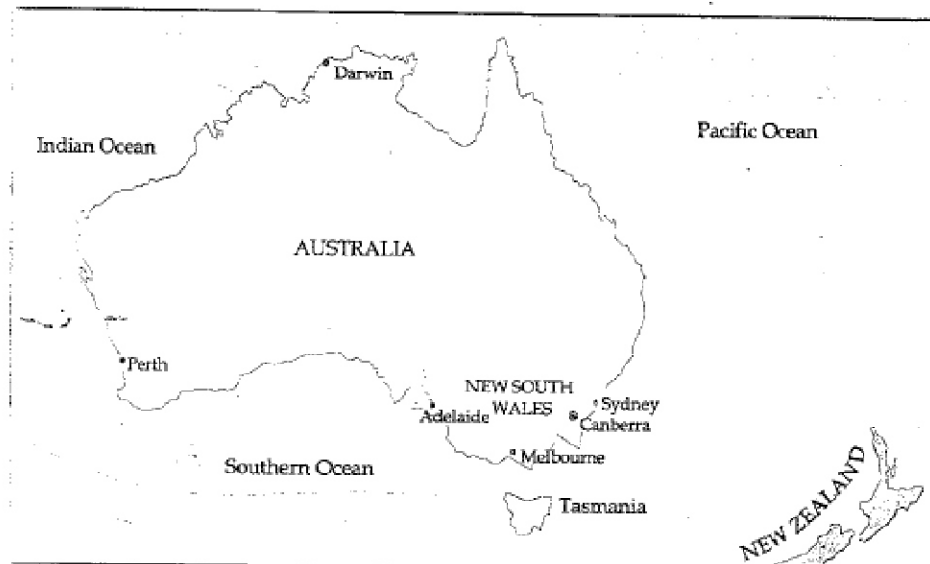 Darwin
Indian Ocean
Pacific Ocean
AUSTRALIA
Perth
NEW SOUTH
WALES
Sydney
Adelaide
Canberra
Melbourne
Southern Ocean
Tasmania
NEW ZEALAND